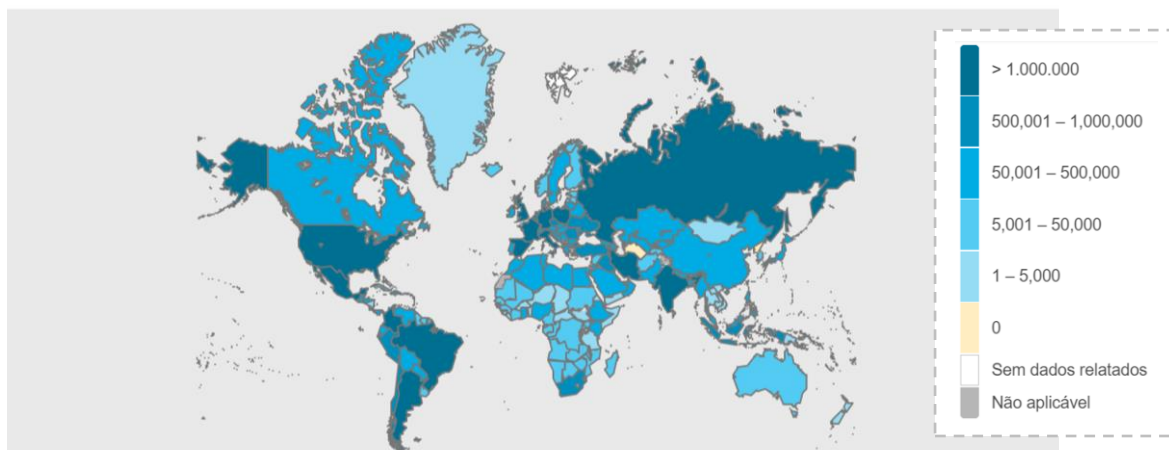 > 1.000.000
500,001 – 1,000,000
50,001 – 500,000
5,001 – 50,000
1 – 5,000
0
Sem dados relatados
Não aplicável